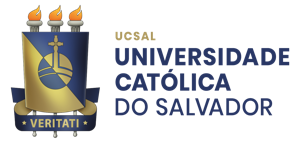 UCSAL
UNIVERSIDADE
CATÓLICA
DO SALVADOR
VERITATI